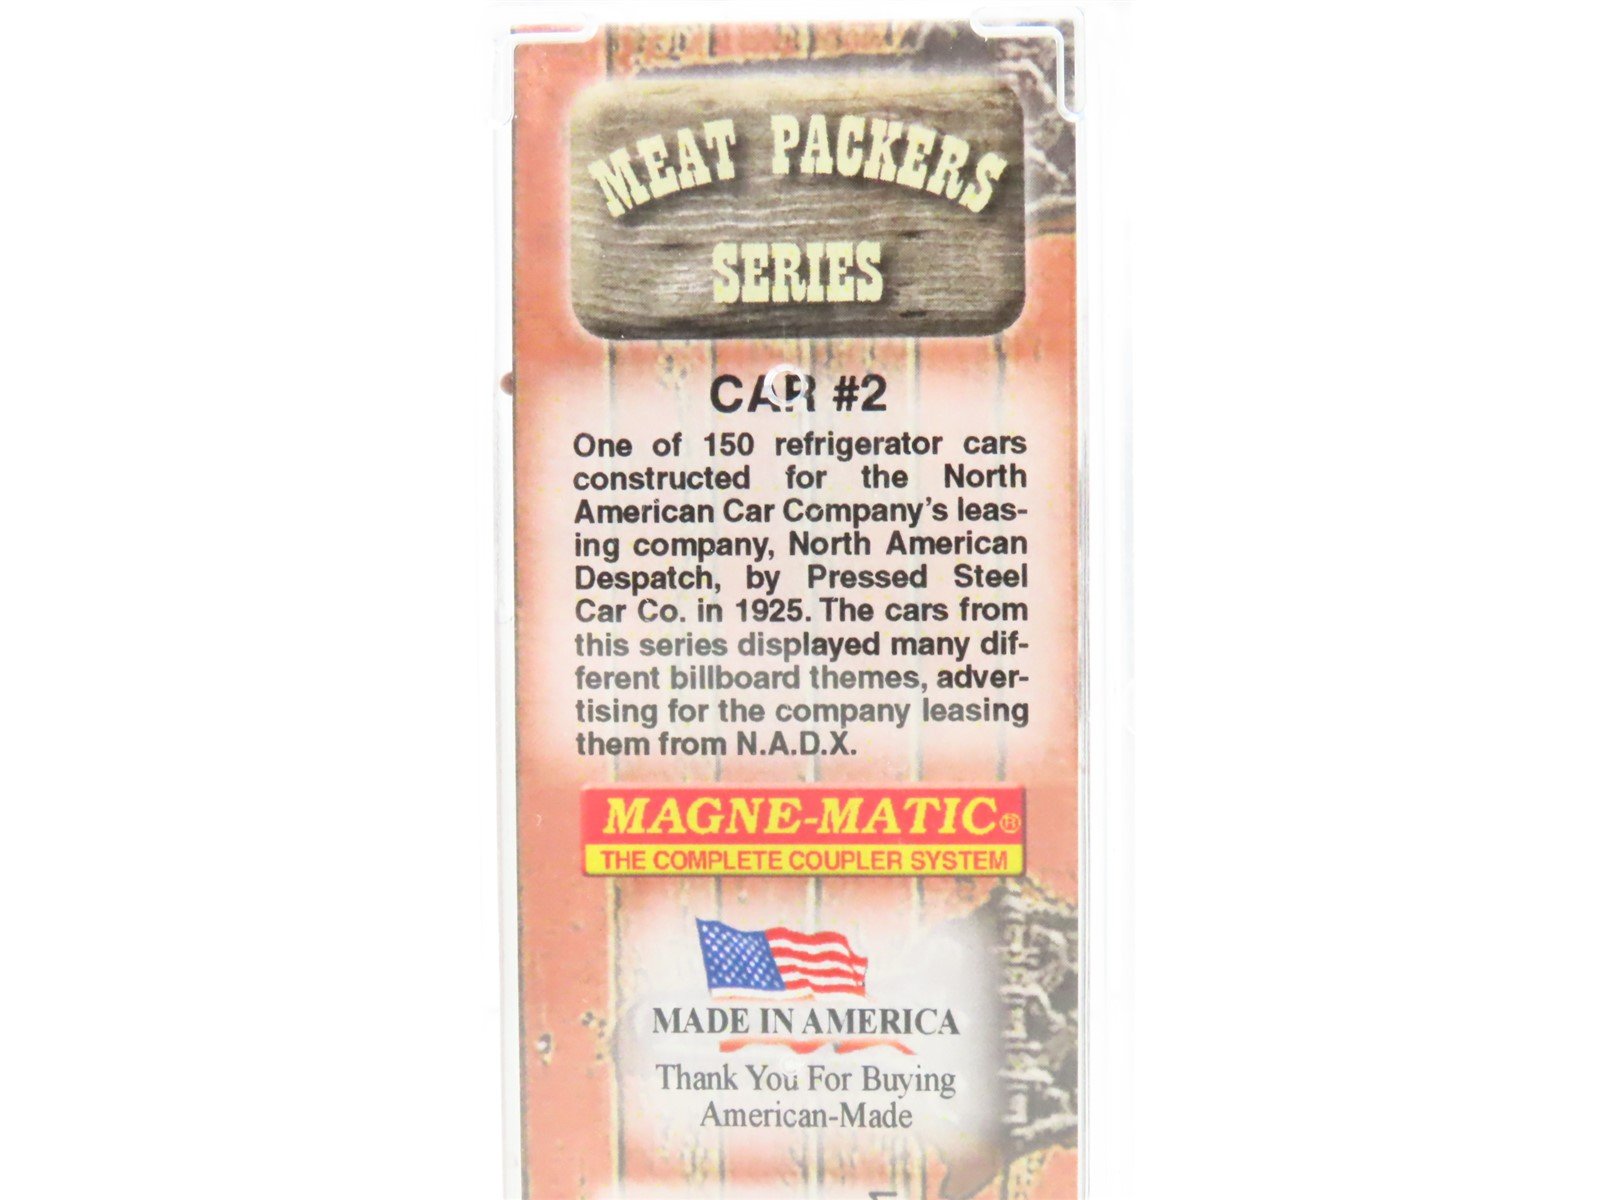 MEAT PACKERS
SERIES
CAR #2
One of 150 refrigerator cars
constructed for the North
American Car Company's leas-
ing company, North American
Despatch, by Pressed Steel
Car Co. in 1925. The cars from
this series displayed many dif-
ferent billboard themes, adver-
tising for the company leasing
them from N.A.D.X.
MAGNE-MATIC®
THE COMPLETE COUPLER SYSTEM
MADE IN AMERICA
Thank You For Buying
American-Made